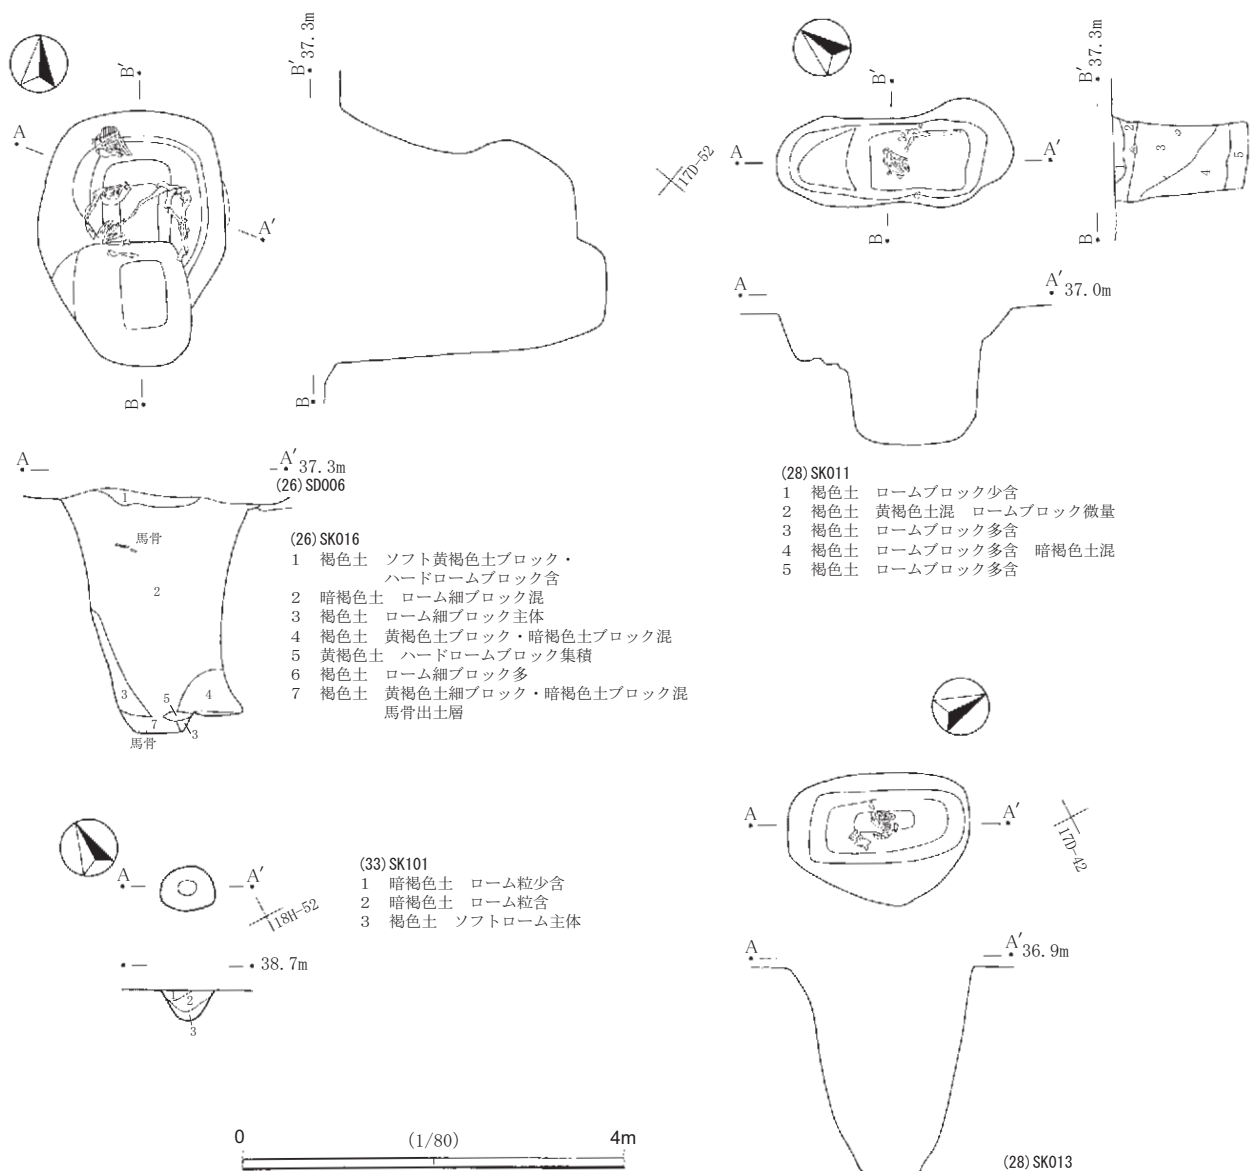 B′
B′ 37.3m
A
A′
B
B
A
A′ 37.3m
(26) SD006
1
馬骨
2
3
5
4
7
3
馬骨
(26) SK016
1 褐色土 ソフト黄褐色土ブロック・
ハードロームブロック含
2 暗褐色土 ローム細ブロック混
3 褐色土 ローム細ブロック主体
4 褐色土 黄褐色土ブロック・暗褐色土ブロック混
5 黄褐色土 ハードロームブロック集積
6 褐色土 ローム細ブロック多
7 褐色土 黄褐色土細ブロック・暗褐色土ブロック混
馬骨出土層
17D-52
B′
B′ 37.3m
A
A′
B
B
2
3
4
5
1
A
A′ 37.0m
(28) SK011
1 褐色土 ロームブロック少含
2 褐色土 黄褐色土混 ロームブロック微量
3 褐色土 ロームブロック多含
4 褐色土 ロームブロック多含 暗褐色土混
5 褐色土 ロームブロック多含
A
A′
18H-52
38.7m
1
2
3
(33) SK101
1 暗褐色土 ローム粒少含
2 暗褐色土 ローム粒含
3 褐色土 ソフトローム主体
A
A′
17D-42
A
A′ 36.9m
(28) SK013
0
(1/80)
4m